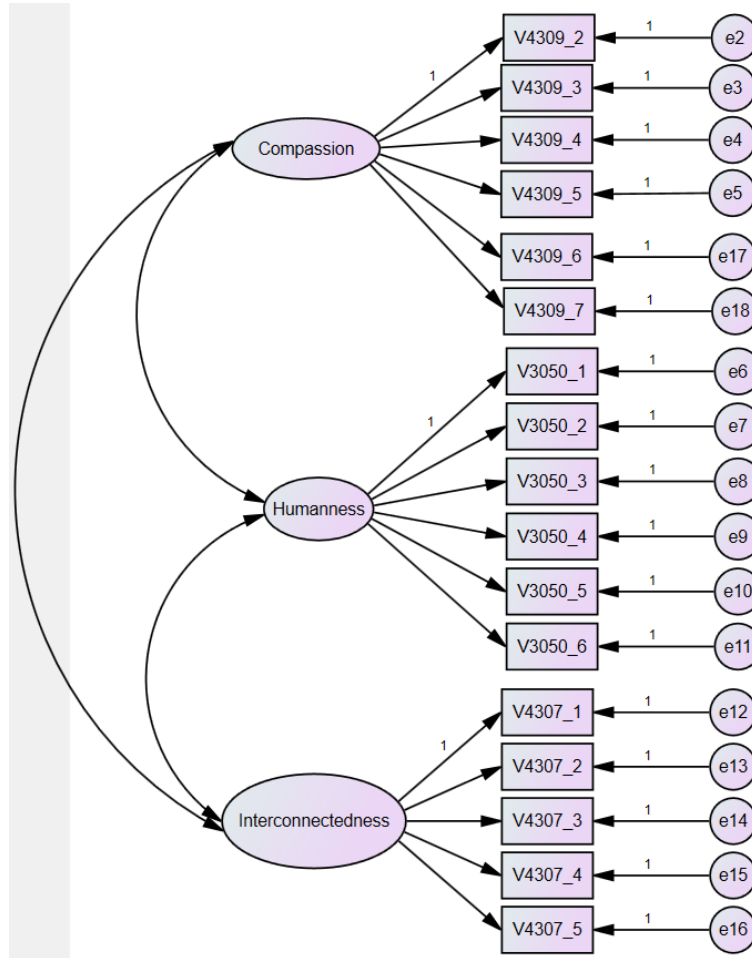 V4309_2 1 e2
1
V4309_3 1 e3
V4309_4 1 e4
Compassion
V4309_5 1 e5
V4309_6 1 e17
V4309_7 1 e18
V3050_1 1 e6
1
V3050_2 1 e7
V3050_3 1 e8
Humanness
V3050_4 1 e9
V3050_5 1 e10
V3050_6 1 e11
V4307_1 1 e12
1
V4307_2 1 e13
Interconnectedness
V4307_3 1 e14
V4307_4 1 e15
V4307_5 1 e16